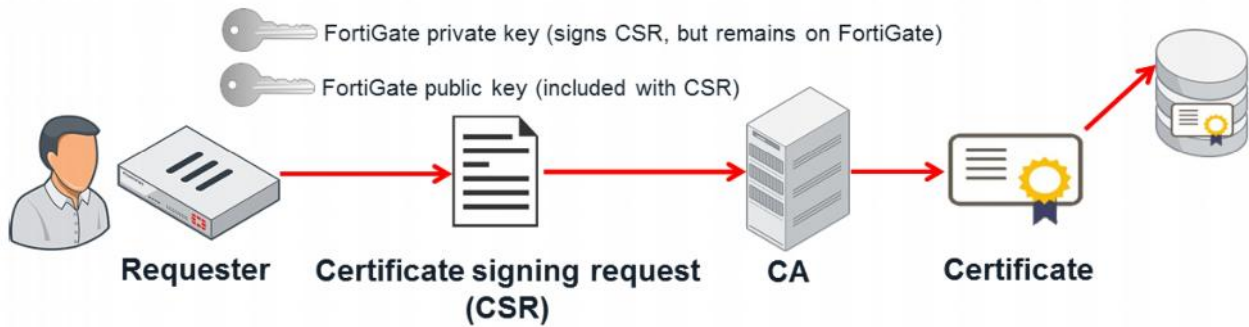 FortiGate private key (signs CSR, but remains on FortiGate)
FortiGate public key (included with CSR)
Requester
Certificate signing request
(CSR)
CA
Certificate